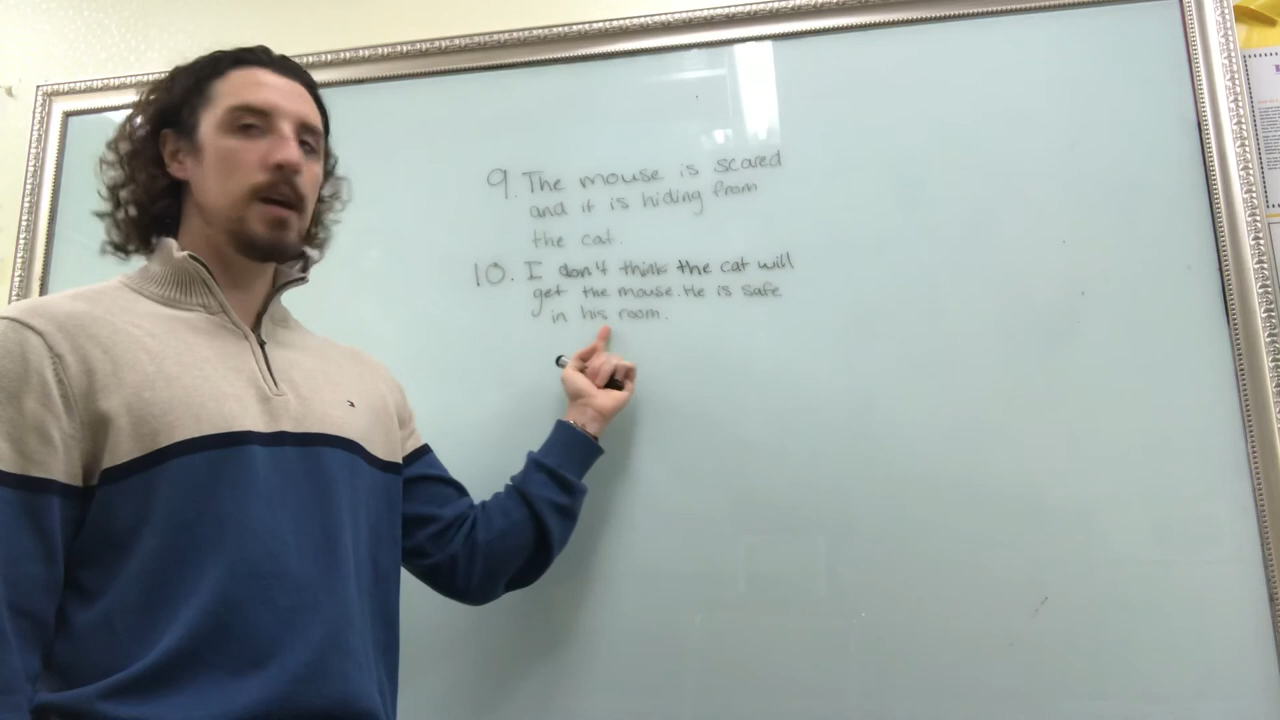 9. The mouse is scared
and it is hiding from
the cat.
10. I don't think the cat will
get the mouse. He is safe
in his room.